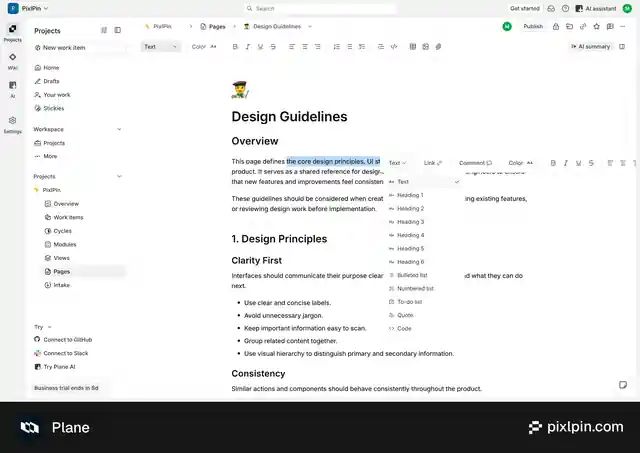 PixlPin
Search
Get started
AI assistant
M
Projects
Wiki
AI
Settings
Projects
New work item
Home
Drafts
Your work
Stickies
Workspace
Projects
More
Projects
PixlPin
Overview
Work items
Cycles
Modules
Views
Pages
Intake
Try
Connect to GitHub
Connect to Slack
Try Plane AI
Business trial ends in 8d
PixlPin
Pages
Design Guidelines
M
Publish
Text
Color
B I U S
AI summary
Design Guidelines
Overview
This page defines the core design principles, UI st
product. It serves as a shared reference for design
that new features and improvements feel consisten
These guidelines should be considered when creat
ing existing features,
or reviewing design work before implementation.
Text
Link
Comment
Color
B I U S
Text
Heading 1
Heading 2
Heading 3
Heading 4
Heading 5
Heading 6
Bulleted list
Numbered list
To-do list
Quote
Code
1. Design Principles
Clarity First
Interfaces should communicate their purpose clear
nd what they can do
next.
• Use clear and concise labels.
• Avoid unnecessary jargon.
• Keep important information easy to scan.
• Group related content together.
• Use visual hierarchy to distinguish primary and secondary information.
Consistency
Similar actions and components should behave consistently throughout the product.
Plane
pixlpin.com